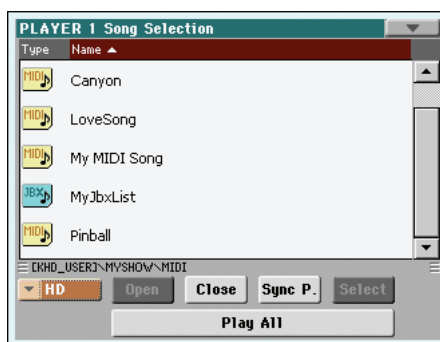 PLAYER 1 Song Selection
Type Name
MIDI Canyon
MIDI LoveSong
MIDI My MIDI Song
JBX MyJbxList
MIDI Pinball
[KHD_USER]\MYSHOW\MIDI
HD Open Close Sync P. Select
Play All